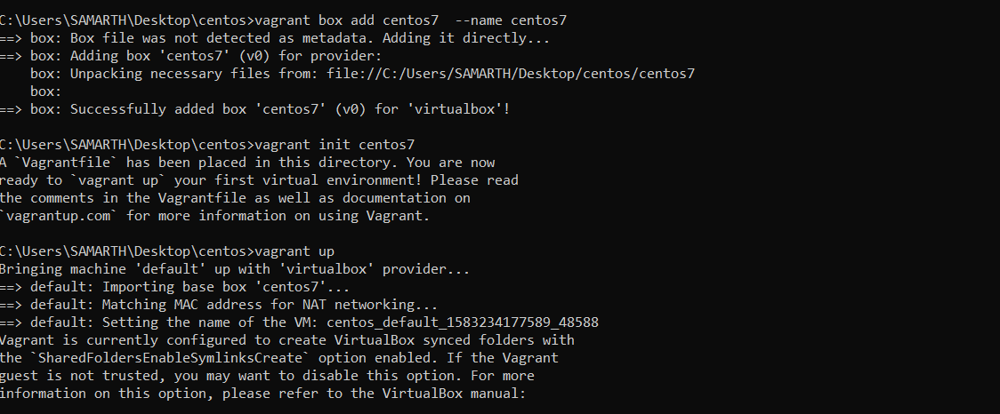 C:\Users\SAMARTH\Desktop\centos>vagrant box add centos7  --name centos7
==> box: Box file was not detected as metadata. Adding it directly...
==> box: Adding box 'centos7' (v0) for provider:
    box: Unpacking necessary files from: file://C:/Users/SAMARTH/Desktop/centos/centos7
    box:
==> box: Successfully added box 'centos7' (v0) for 'virtualbox'!
C:\Users\SAMARTH\Desktop\centos>vagrant init centos7
A `Vagrantfile` has been placed in this directory. You are now
ready to `vagrant up` your first virtual environment! Please read
the comments in the Vagrantfile as well as documentation on
`vagrantup.com` for more information on using Vagrant.
C:\Users\SAMARTH\Desktop\centos>vagrant up
Bringing machine 'default' up with 'virtualbox' provider...
==> default: Importing base box 'centos7'...
==> default: Matching MAC address for NAT networking...
==> default: Setting the name of the VM: centos_default_1583234177589_48588
Vagrant is currently configured to create VirtualBox synced folders with
the `SharedFoldersEnableSymlinksCreate` option enabled. If the Vagrant
guest is not trusted, you may want to disable this option. For more
information on this option, please refer to the VirtualBox manual: